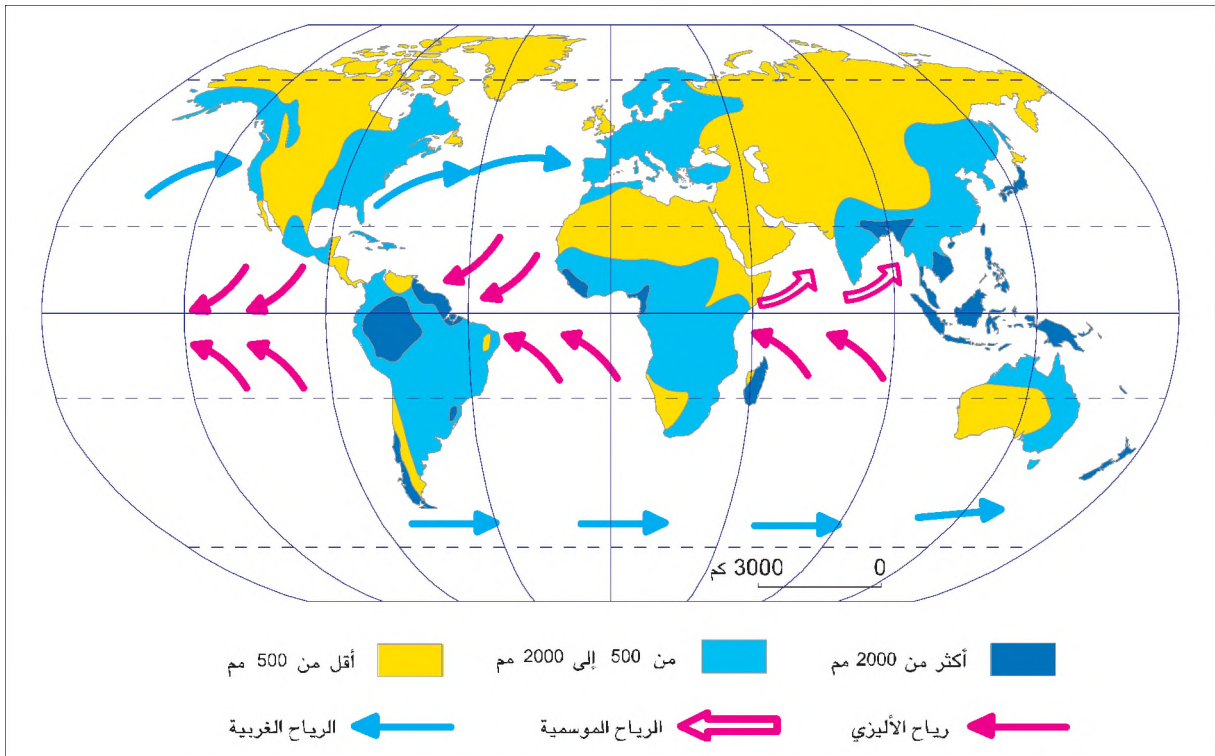 0 3000 كم
أكثر من 2000 مم
من 500 إلى 2000 مم
أقل من 500 مم
رياح الأليزي
الرياح الموسمية
الرياح الغربية